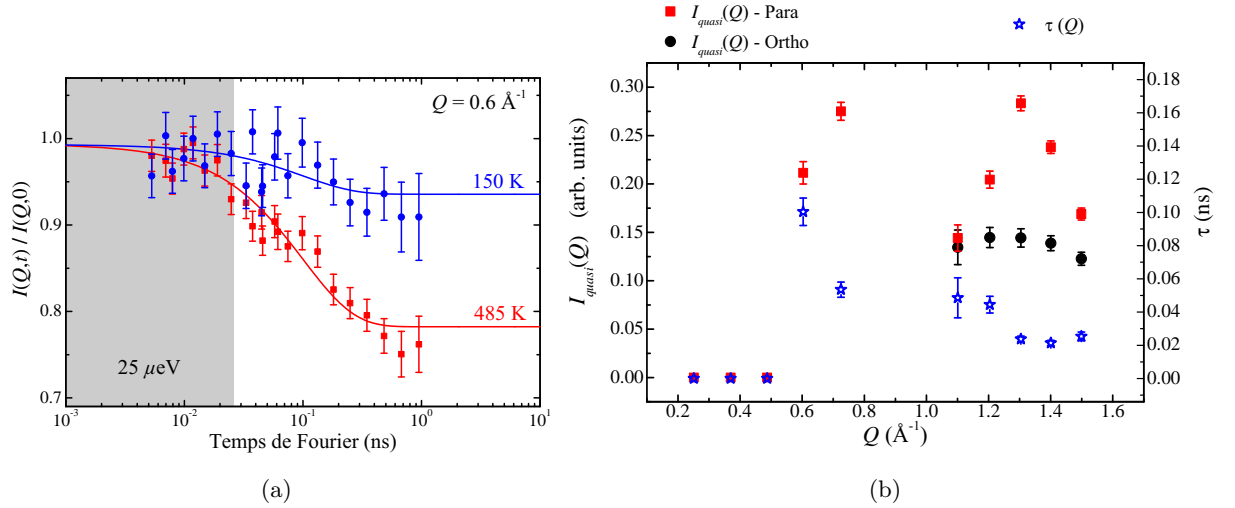 I_quasi(Q) - Para
I_quasi(Q) - Ortho
τ (Q)
I(Q,t) / I(Q,0)
1.0
0.9
0.8
0.7
Q = 0.6 Å⁻¹
150 K
485 K
25 μeV
10⁻³ 10⁻² 10⁻¹ 10⁰ 10¹
Temps de Fourier (ns)
(a)
I_quasi(Q) (arb. units)
0.30
0.25
0.20
0.15
0.10
0.05
0.00
0.18
0.16
0.14
0.12
0.10
0.08
0.06
0.04
0.02
0.00
τ (ns)
0.2 0.4 0.6 0.8 1.0 1.2 1.4 1.6
Q (Å⁻¹)
(b)